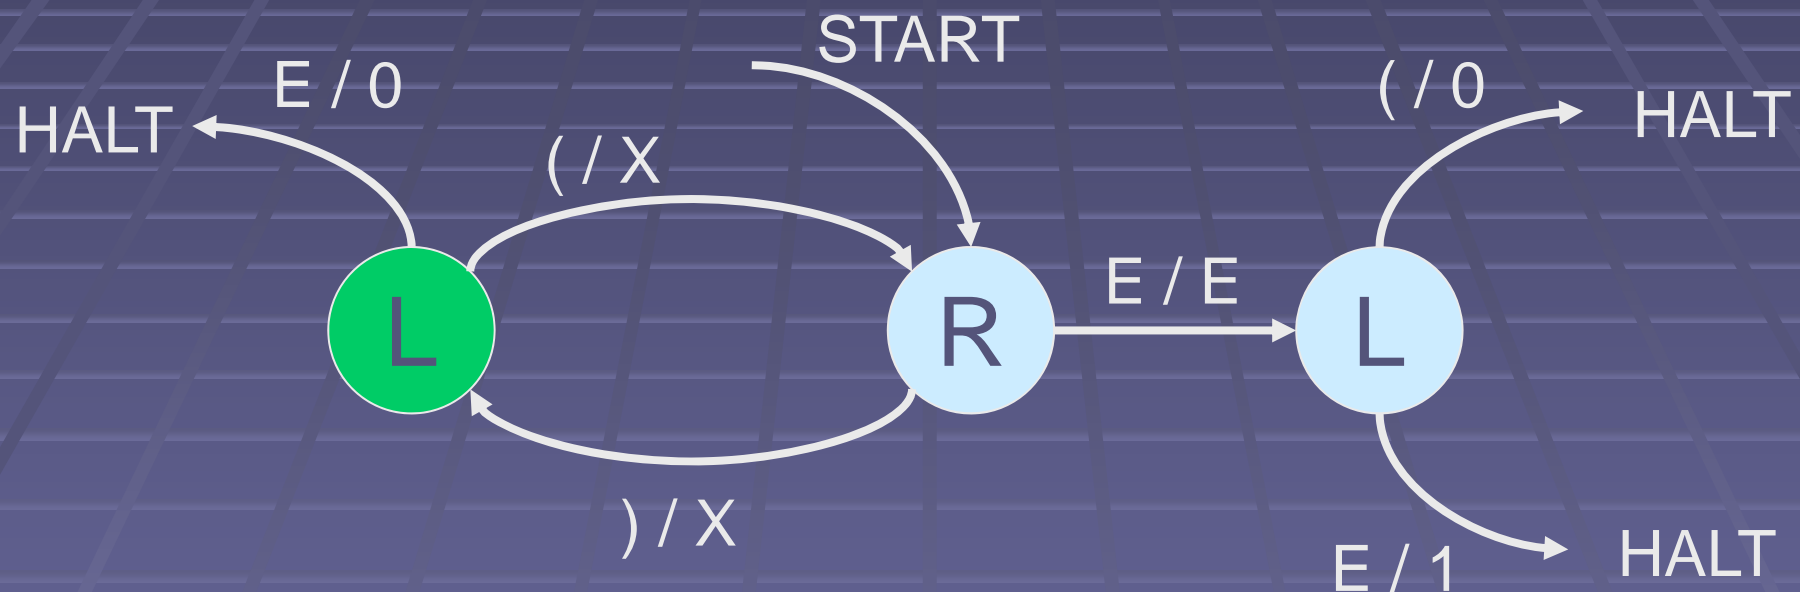 START
E / 0
( / 0
HALT
HALT
( / X
E / E
L
R
L
) / X
HALT
E / 1